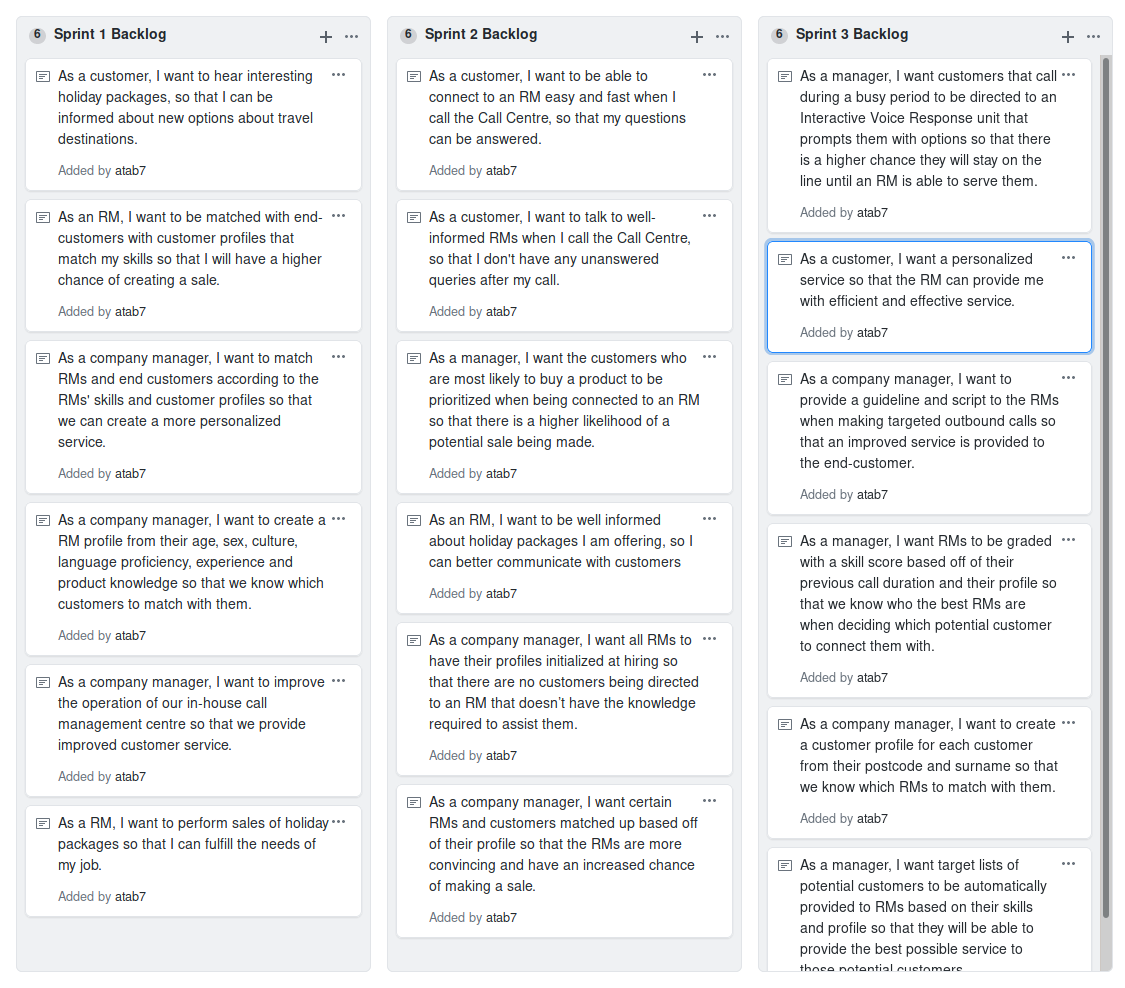 6 Sprint 1 Backlog
As a customer, I want to hear interesting
holiday packages, so that I can be
informed about new options about travel
destinations.
Added by atab7
As an RM, I want to be matched with end-
customers with customer profiles that
match my skills so that I will have a higher
chance of creating a sale.
Added by atab7
As a company manager, I want to match
RMs and end customers according to the
RMs' skills and customer profiles so that
we can create a more personalized
service.
Added by atab7
As a company manager, I want to create a
RM profile from their age, sex, culture,
language proficiency, experience and
product knowledge so that we know which
customers to match with them.
Added by atab7
As a company manager, I want to improve
the operation of our in-house call
management centre so that we provide
improved customer service.
Added by atab7
As a RM, I want to perform sales of holiday
packages so that I can fulfill the needs of
my job.
Added by atab7
6 Sprint 2 Backlog
As a customer, I want to be able to
connect to an RM easy and fast when I
call the Call Centre, so that my questions
can be answered.
Added by atab7
As a customer, I want to talk to well-
informed RMs when I call the Call Centre,
so that I don't have any unanswered
queries after my call.
Added by atab7
As a manager, I want the customers who
are most likely to buy a product to be
prioritized when being connected to an RM
so that there is a higher likelihood of a
potential sale being made.
Added by atab7
As an RM, I want to be well informed
about holiday packages I am offering, so I
can better communicate with customers
Added by atab7
As a company manager, I want all RMs to
have their profiles initialized at hiring so
that there are no customers being directed
to an RM that doesn't have the knowledge
required to assist them.
Added by atab7
As a company manager, I want certain
RMs and customers matched up based off
of their profile so that the RMs are more
convincing and have an increased chance
of making a sale.
Added by atab7
6 Sprint 3 Backlog
As a manager, I want customers that call
during a busy period to be directed to an
Interactive Voice Response unit that
prompts them with options so that there
is a higher chance they will stay on the
line until an RM is able to serve them.
Added by atab7
As a customer, I want a personalized
service so that the RM can provide me
with efficient and effective service.
Added by atab7
As a company manager, I want to
provide a guideline and script to the RMs
when making targeted outbound calls so
that an improved service is provided to
the end-customer.
Added by atab7
As a manager, I want RMs to be graded
with a skill score based off of their
previous call duration and their profile so
that we know who the best RMs are
when deciding which potential customer
to connect them with.
Added by atab7
As a company manager, I want to create
a customer profile for each customer
from their postcode and surname so that
we know which RMs to match with them.
Added by atab7
As a manager, I want target lists of
potential customers to be automatically
provided to RMs based on their skills
and profile so that they will be able to
provide the best possible service to
those potential customers